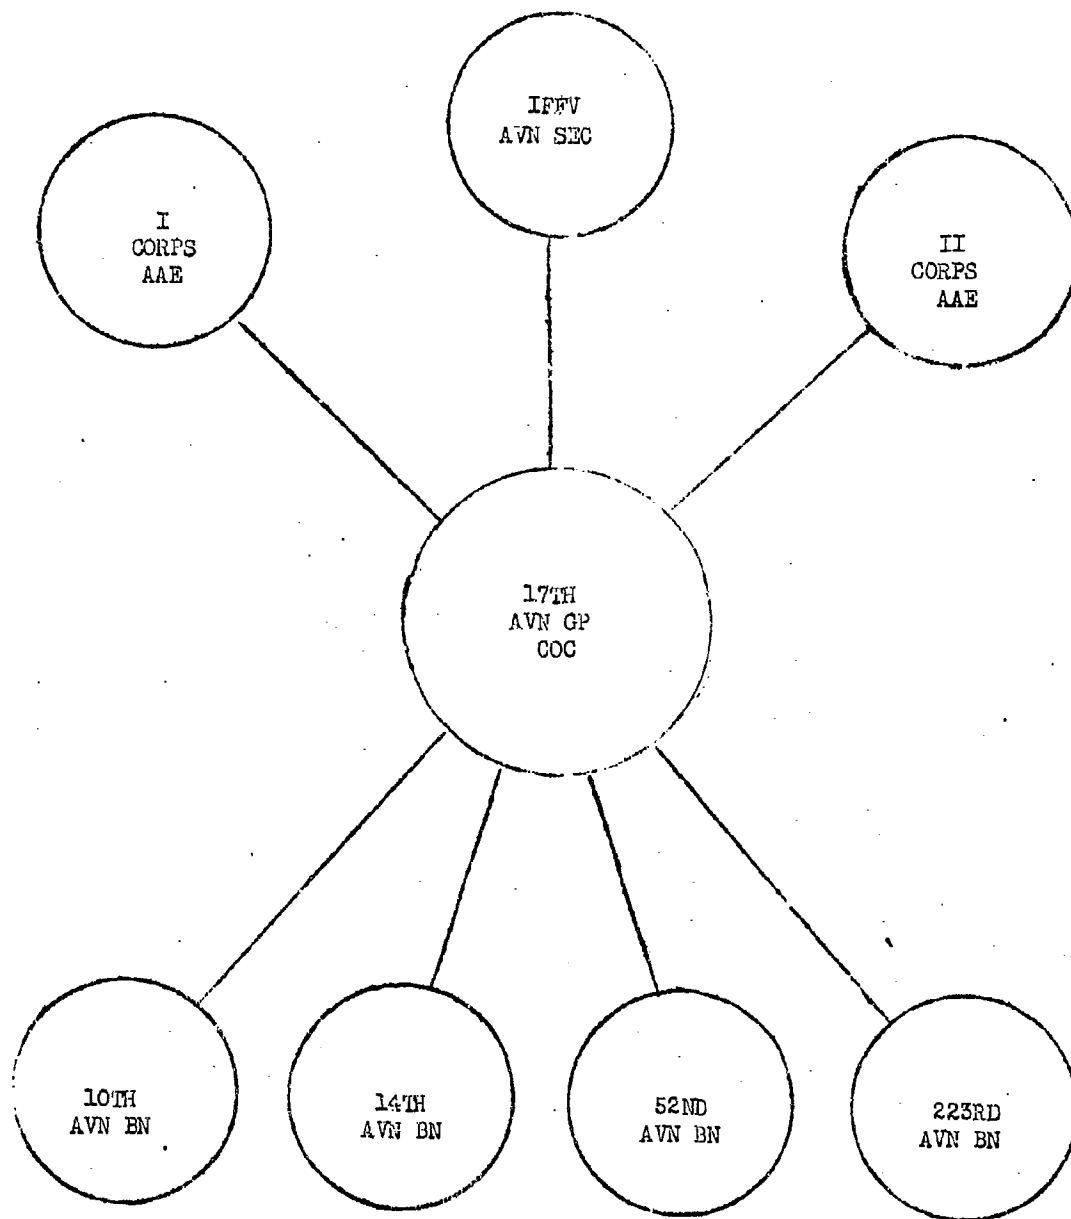 IFFV
AVN SEC
I
CORPS
AAE
II
CORPS
AAE
17TH
AVN GP
COC
10TH
AVN BN
14TH
AVN BN
52ND
AVN BN
223RD
AVN BN